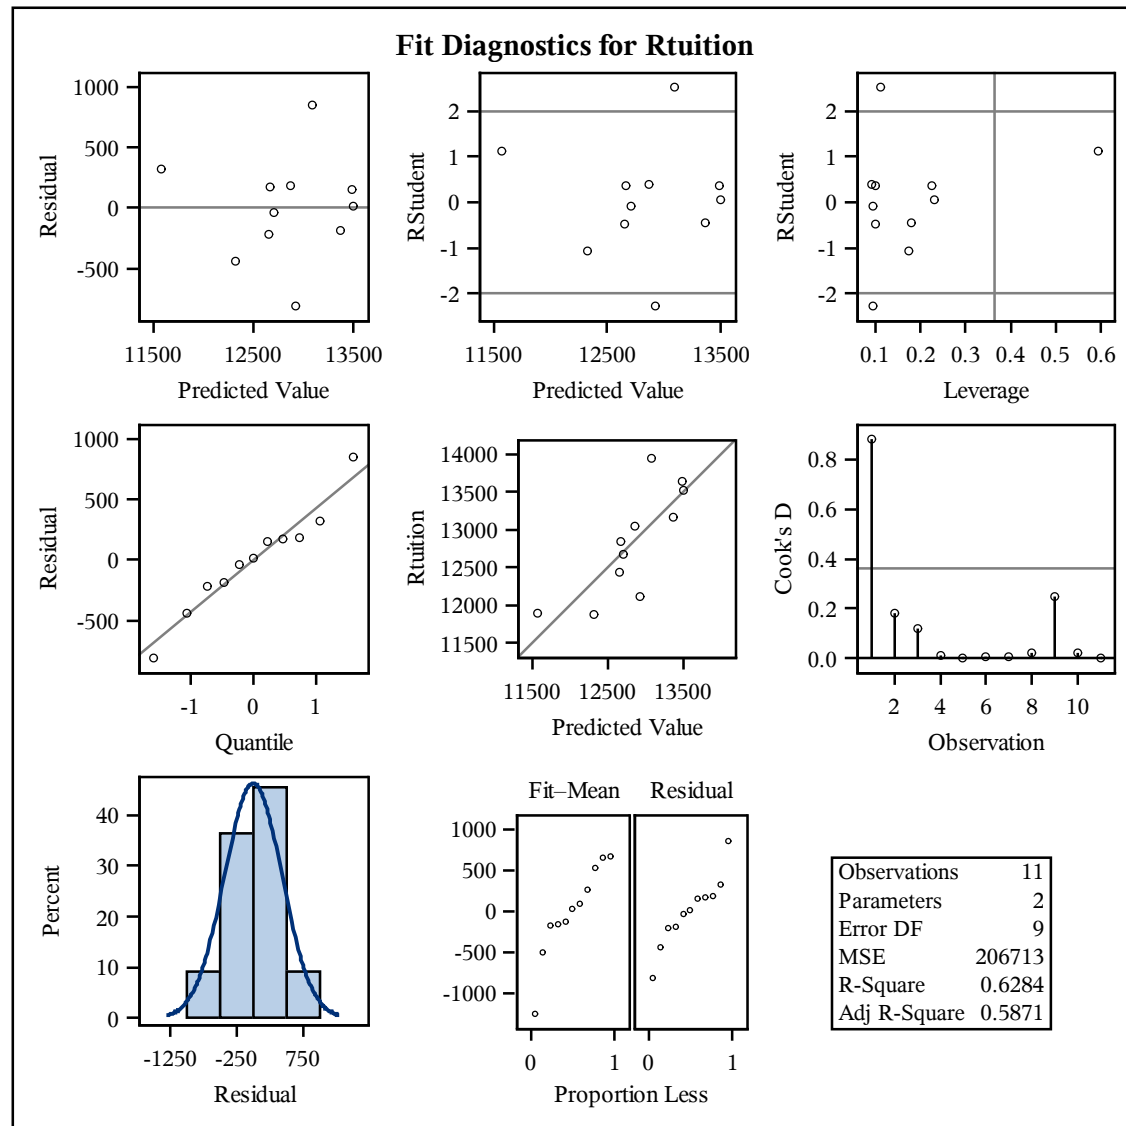 Fit Diagnostics for Rtuition
1000
500
0
-500
Residual
11500 12500 13500
Predicted Value
2
1
0
-1
-2
RStudent
11500 12500 13500
Predicted Value
2
1
0
-1
-2
RStudent
0.1 0.2 0.3 0.4 0.5 0.6
Leverage
1000
500
0
-500
Residual
-1 0 1
Quantile
14000
13500
13000
12500
12000
11500
Rtuition
11500 12500 13500
Predicted Value
0.8
0.6
0.4
0.2
0.0
Cook's D
2 4 6 8 10
Observation
40
30
20
10
0
Percent
-1250 -250 750
Residual
Fit–Mean Residual
1000
500
0
-500
-1000
0 1 0 1
Proportion Less
Observations 11
Parameters 2
Error DF 9
MSE 206713
R-Square 0.6284
Adj R-Square 0.5871